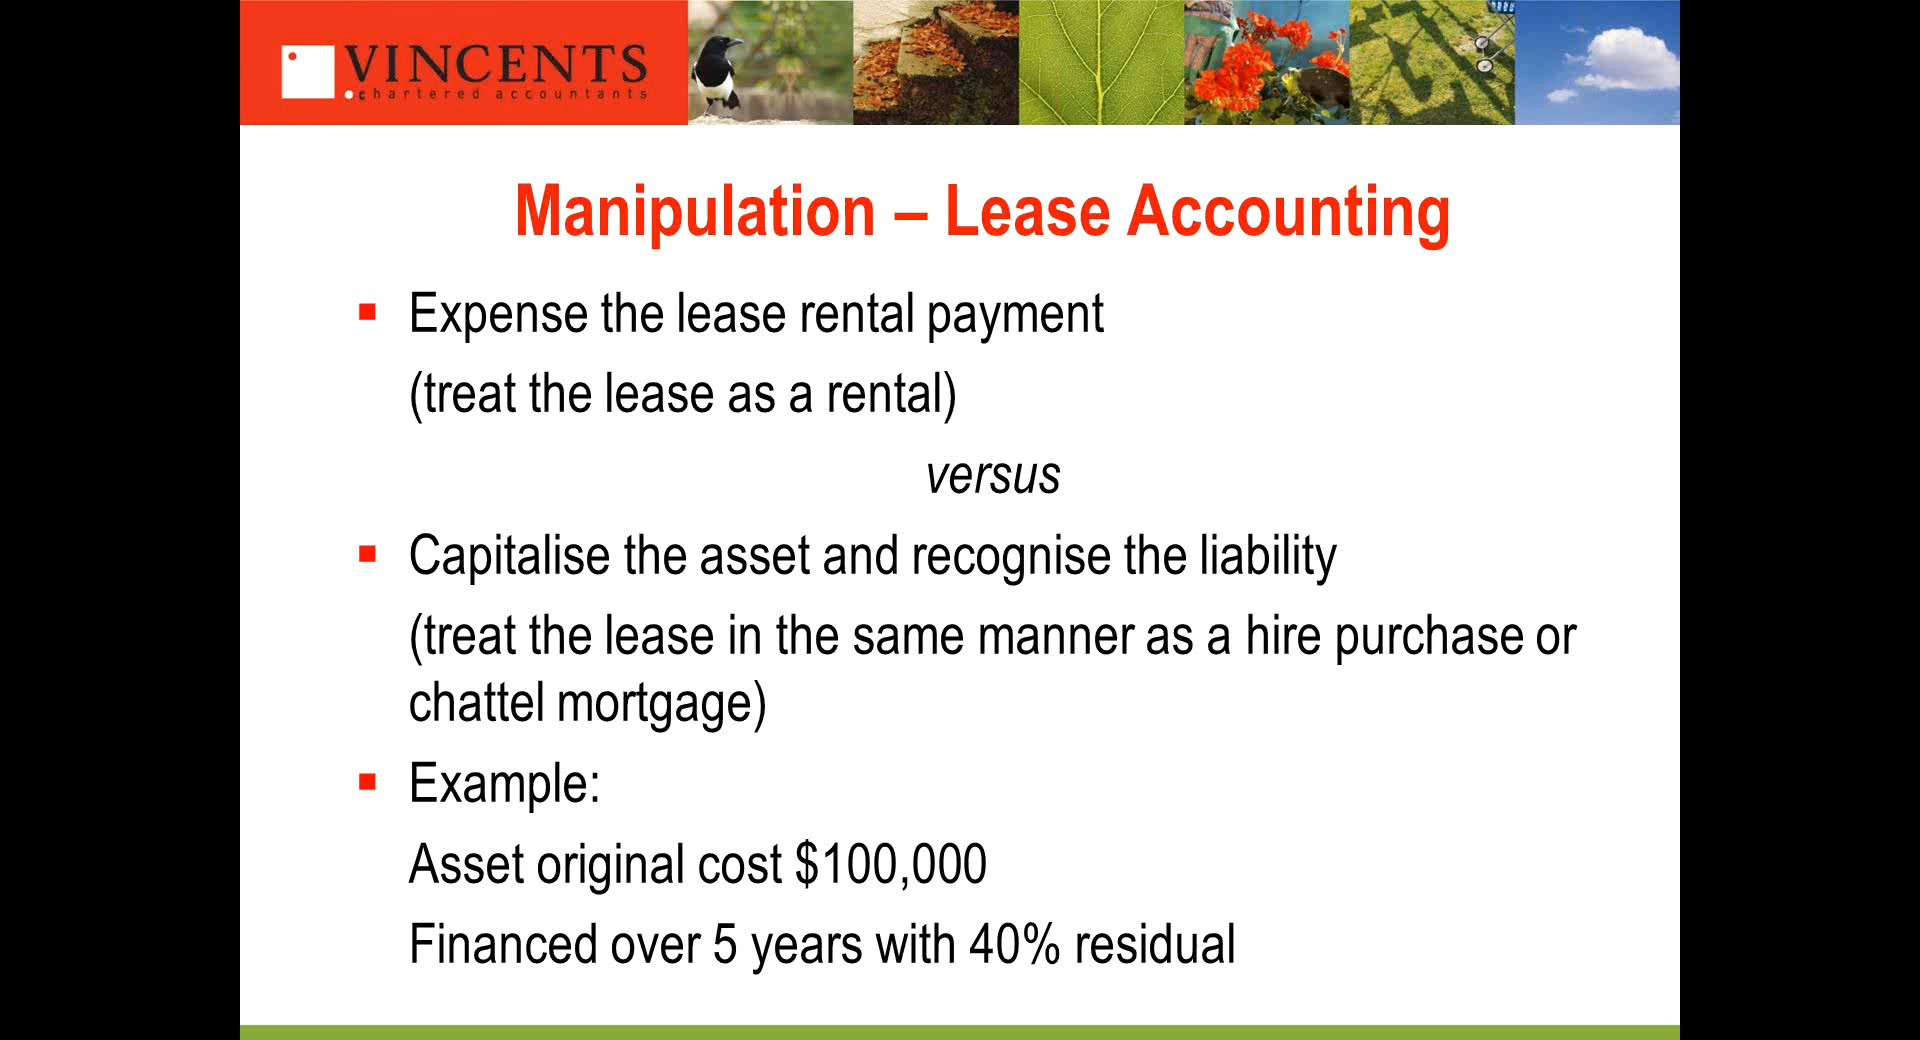 VINCENTS
chartered accountants
Manipulation – Lease Accounting
Expense the lease rental payment
(treat the lease as a rental)
versus
Capitalise the asset and recognise the liability
(treat the lease in the same manner as a hire purchase or
chattel mortgage)
Example:
Asset original cost $100,000
Financed over 5 years with 40% residual